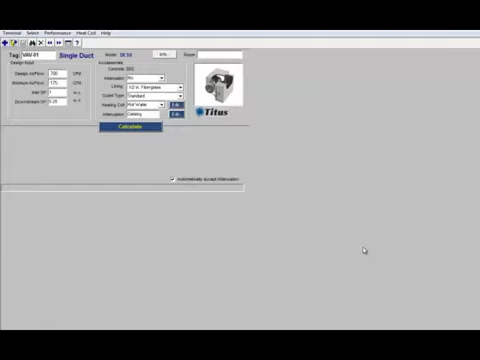 Terminal Select Performance Heat Coil Help
Tag: VAV-01 Single Duct Model: DESV Info... Room:
Design Input
Accessories
Design Airflow: 700 CFM
Controls: DDC
Minimum Airflow: 175 CFM
Attenuator: No
Inlet SP: 1
Lining: 1/2 in. Fiberglass
Downstream SP: 0.25
Outlet Type: Standard
Heating Coil: Hot Water Edit
Attenuation: Catalog Edit
Titus
Calculate
Automatically accept Attenuation